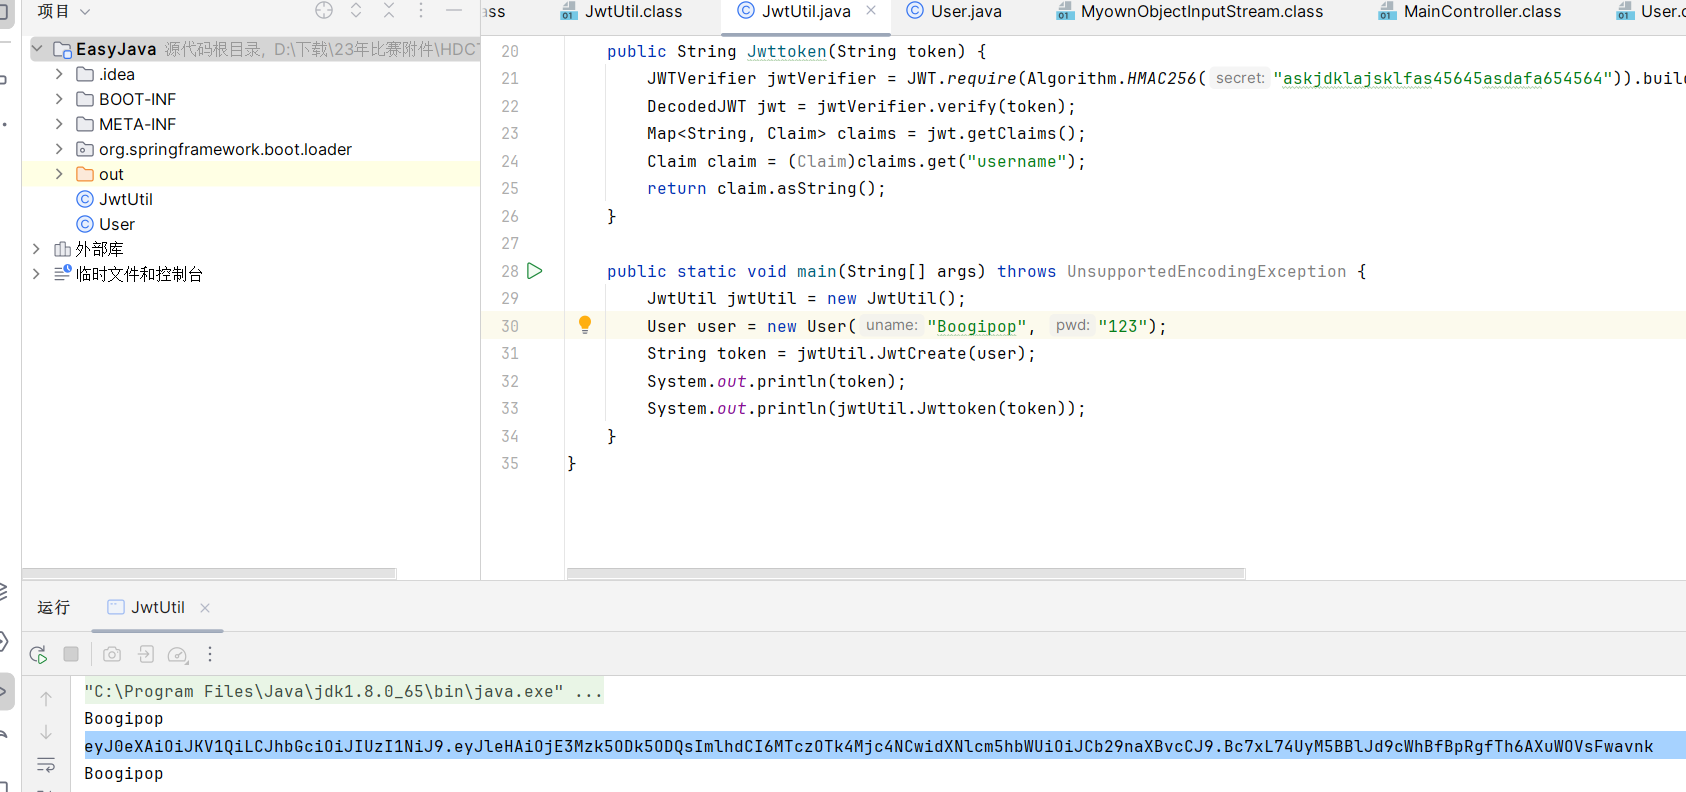 项目
ass JwtUtil.class JwtUtil.java User.java MyownObjectInputStream.class MainController.class User.c
EasyJava 源代码根目录, D:\下载\23年比赛附件\HDCT
.idea
BOOT-INF
META-INF
org.springframework.boot.loader
out
JwtUtil
User
外部库
临时文件和控制台
20 public String Jwttoken(String token) {
21 JWTVerifier jwtVerifier = JWT.require(Algorithm.HMAC256( secret: "askjdklajsklfas45645asdafa654564")).buil
22 DecodedJWT jwt = jwtVerifier.verify(token);
23 Map<String, Claim> claims = jwt.getClaims();
24 Claim claim = (Claim)claims.get("username");
25 return claim.asString();
26 }
27
28 public static void main(String[] args) throws UnsupportedEncodingException {
29 JwtUtil jwtUtil = new JwtUtil();
30 User user = new User( uname: "Boogipop", pwd: "123");
31 String token = jwtUtil.JwtCreate(user);
32 System.out.println(token);
33 System.out.println(jwtUtil.Jwttoken(token));
34 }
35 }
运行 JwtUtil
"C:\Program Files\Java\jdk1.8.0_65\bin\java.exe" ...
Boogipop
eyJ0eXAiOiJKV1QiLCJhbGciOiJIUzI1NiJ9.eyJleHAiOjE3Mzk5ODk5ODQsImlhdCI6MTczOTk4Mjc4NCwidXNlcm5hbWUiOiJCb29naXBvcCJ9.Bc7xL74UyM5BBlJd9cWhBfBpRgfTh6AXuWOVsFwavnk
Boogipop